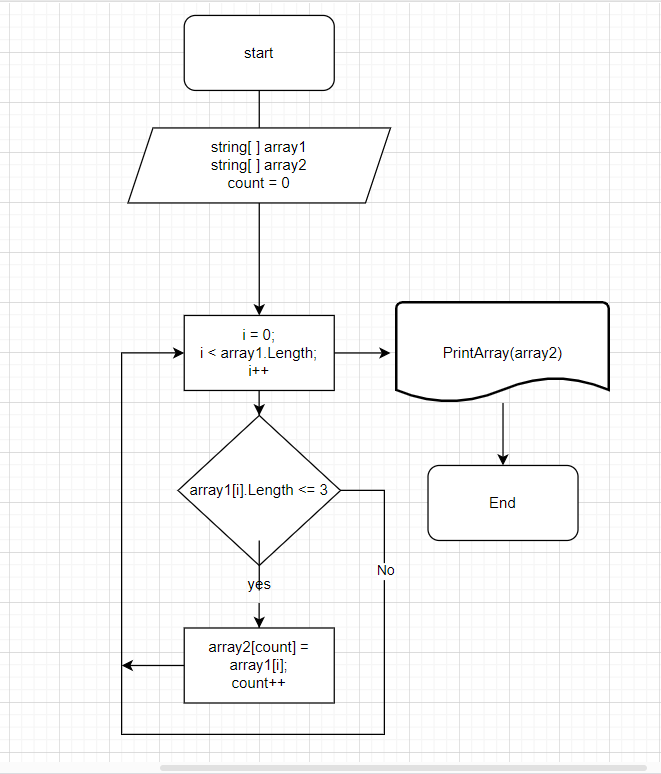 start
string[ ] array1
string[ ] array2
count = 0
i = 0;
i < array1.Length;
i++
PrintArray(array2)
array1[i].Length <= 3
End
No
yes
array2[count] =
array1[i];
count++